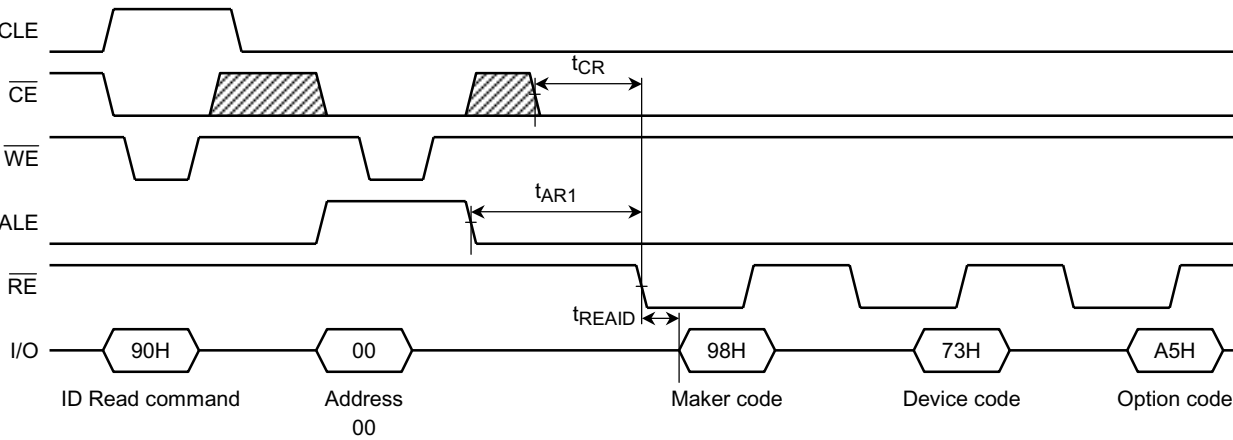 CLE
tCR
CE
WE
tAR1
ALE
RE
tREAID
I/O 90H 00 98H 73H A5H
ID Read command Address Maker code Device code Option code
00